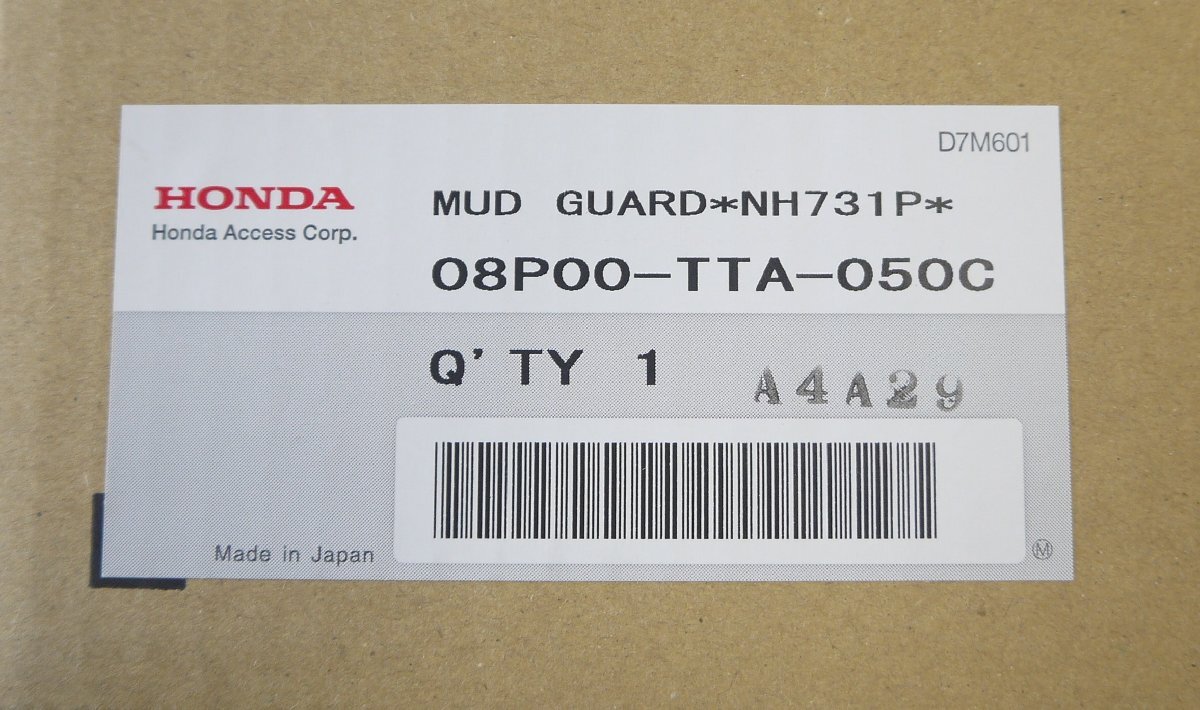 D7M601
HONDA
Honda Access Corp.
MUD GUARD*NH731P*
08P00-TTA-050C
Q'TY 1
A4A29
Made in Japan
M